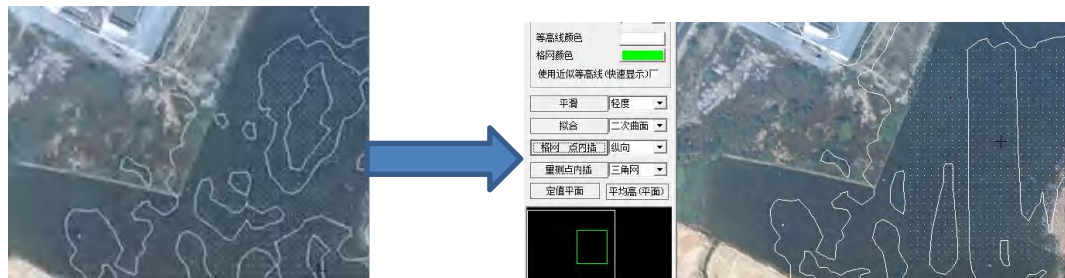 等高线颜色
格网颜色
使用近似等高线(快速显示)
平滑 轻度
拟合 二次曲面
格网 点内插 纵向
量测点内插 三角网
定值平面 平均高(平面)